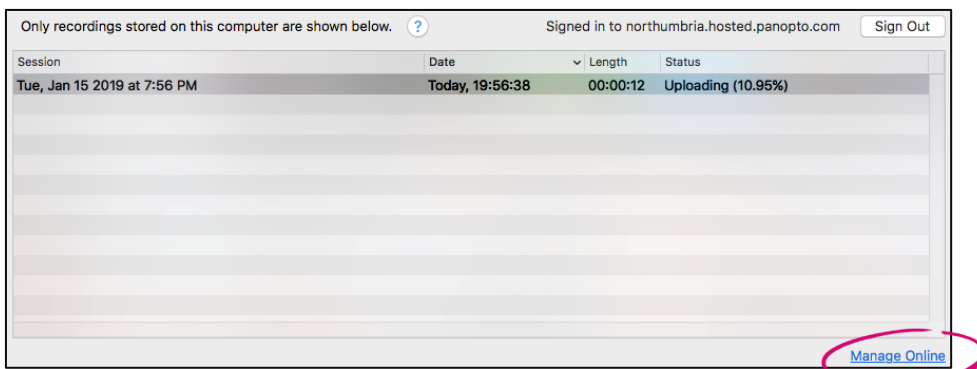 Only recordings stored on this computer are shown below. ? Signed in to northumbria.hosted.panopto.com Sign Out
Session Date Length Status
Tue, Jan 15 2019 at 7:56 PM Today, 19:56:38 00:00:12 Uploading (10.95%)
Manage Online